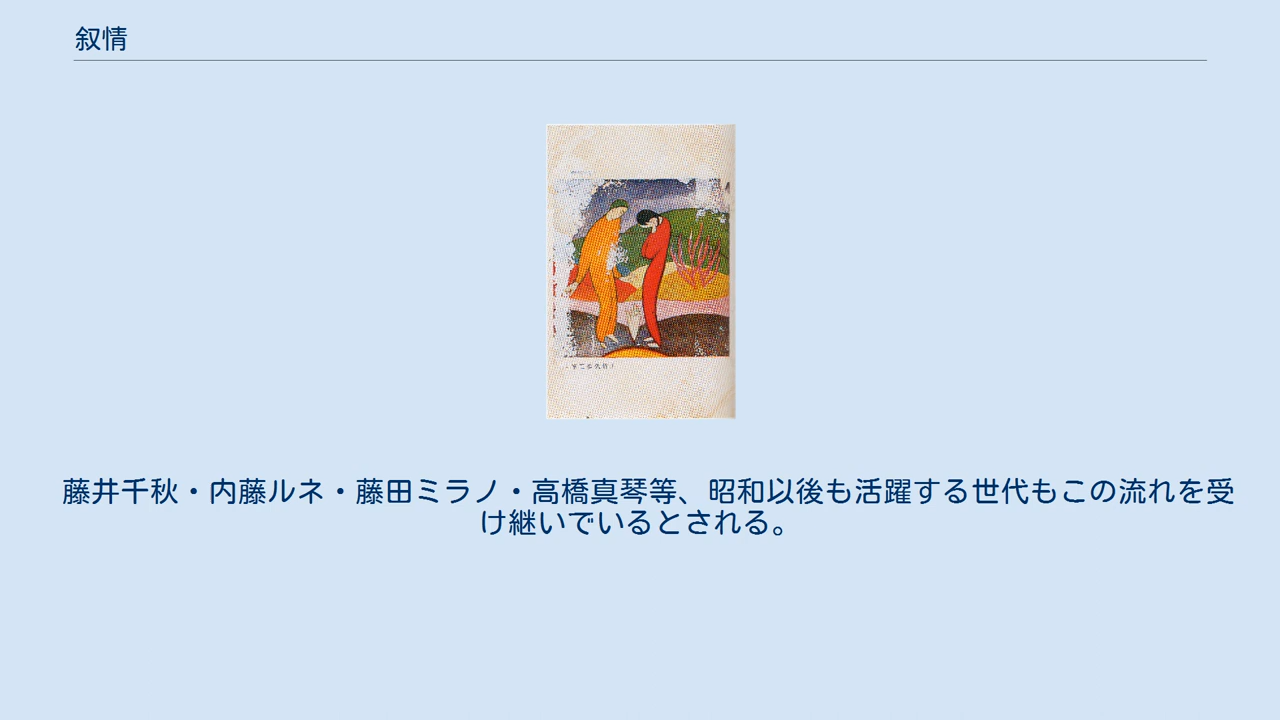 叙情
藤井千秋・内藤ルネ・藤田ミラノ・高橋真琴等、昭和以後も活躍する世代もこの流れを受
け継いでいるとされる。